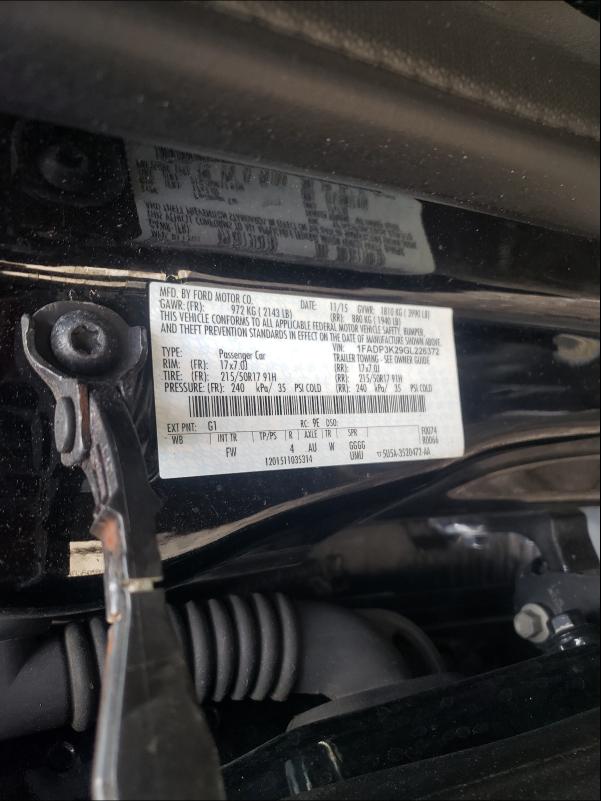 MFD. BY FORD MOTOR CO. DATE: 11/15 GVWR: 1810 KG ( 3990 LB)
GAWR: (FR): 972 KG ( 2143 LB) (RR): 880 KG ( 1940 LB)
THIS VEHICLE CONFORMS TO ALL APPLICABLE FEDERAL MOTOR VEHICLE SAFETY, BUMPER,
AND THEFT PREVENTION STANDARDS IN EFFECT ON THE DATE OF MANUFACTURE SHOWN ABOVE.
VIN: 1FADP3K29GL226372
TYPE: Passenger Car TRAILER TOWING - SEE OWNER GUIDE
RIM: (FR): 17x7.0J (RR): 17x7.0J
TIRE: (FR): 215/50R17 91H (RR): 215/50R17 91H
PRESSURE: (FR): 240 kPa/ 35 PSI COLD (RR): 240 kPa/ 35 PSI COLD
EXT PNT: G1 RC: 9E DSO: F0074
WB INT TR TP/PS R AXLE TR SPR R0066
FW 4 AU W GGGG
UMU
1201511035314 5U5A-3520472-AA